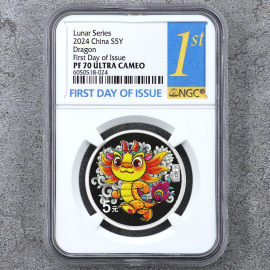 Lunar Series
2024 China S5Y
Dragon
First Day of Issue
PF 70 ULTRA CAMEO
6050518-024
1st
FIRST DAY OF ISSUE
NGC
5元